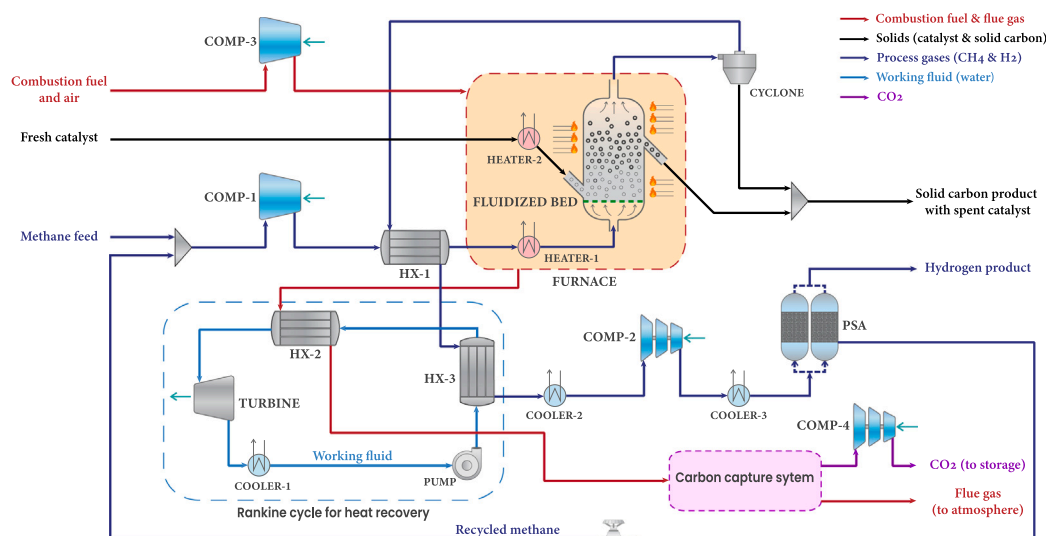 COMP-3
Combustion fuel & flue gas
Solids (catalyst & solid carbon)
Process gases (CH4 & H2)
Working fluid (water)
CO2
Combustion fuel
and air
CYCLONE
Fresh catalyst
HEATER-2
COMP-1
FLUIDIZED BED
Solid carbon product
with spent catalyst
Methane feed
HX-1
HEATER-1
FURNACE
Hydrogen product
HX-2
COMP-2
PSA
HX-3
TURBINE
COOLER-2
COOLER-3
COMP-4
Working fluid
COOLER-1
PUMP
Carbon capture sytem
CO2 (to storage)
Rankine cycle for heat recovery
Flue gas
(to atmosphere)
Recycled methane